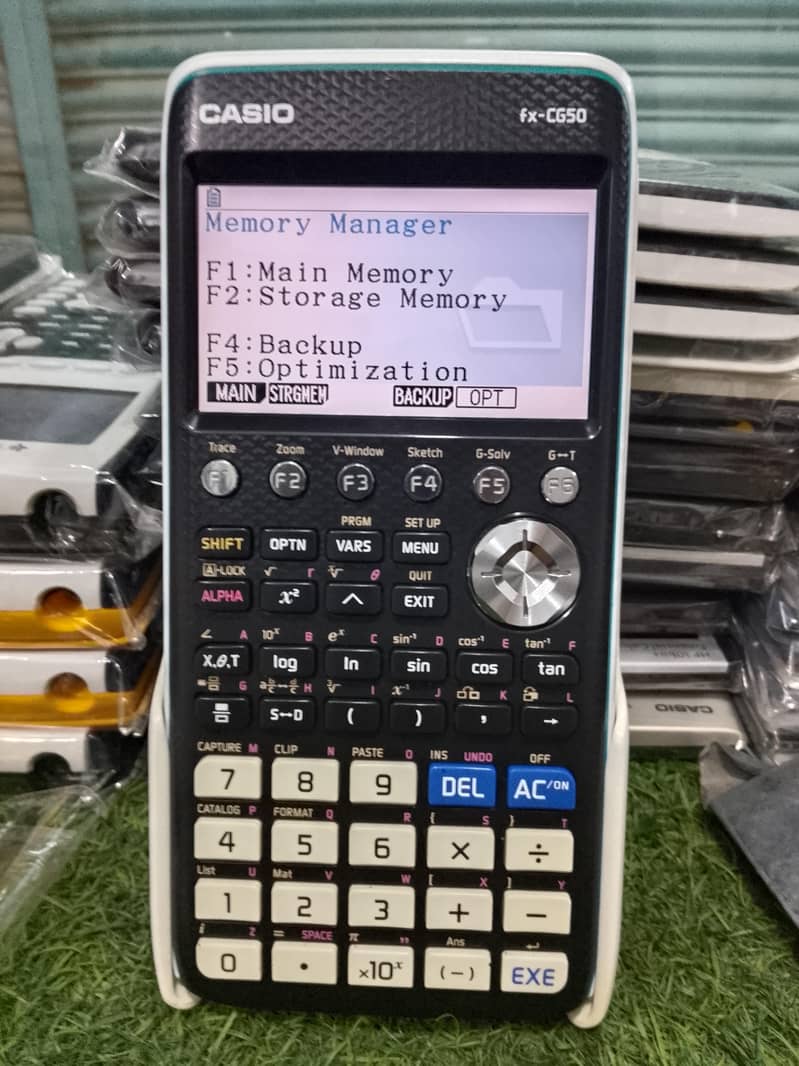 CASIO fx-CG50
Memory Manager
F1:Main Memory
F2:Storage Memory
F4:Backup
F5:Optimization
MAIN STRGMEM BACKUP OPT
Trace Zoom V-Window Sketch G-Solv G↔T
F1 F2 F3 F4 F5 F6
PRGM SET UP
SHIFT OPTN VARS MENU
A-LOCK √ r ˣ√ θ QUIT
ALPHA x² ^ EXIT
∠ A 10ˣ B eˣ C sin⁻¹ D cos⁻¹ E tan⁻¹ F
X,θ,T log ln sin cos tan
G H ³√ I x⁻¹ J K L
S↔D ( ) , →
CAPTURE M CLIP N PASTE O INS UNDO OFF
7 8 9 DEL AC/ON
CATALOG P FORMAT Q R { S } T
4 5 6 × ÷
List U Mat V W [ X ] Y
1 2 3 + −
i Z = SPACE π " Ans ↵
0 • ×10ˣ (−) EXE
CASIO